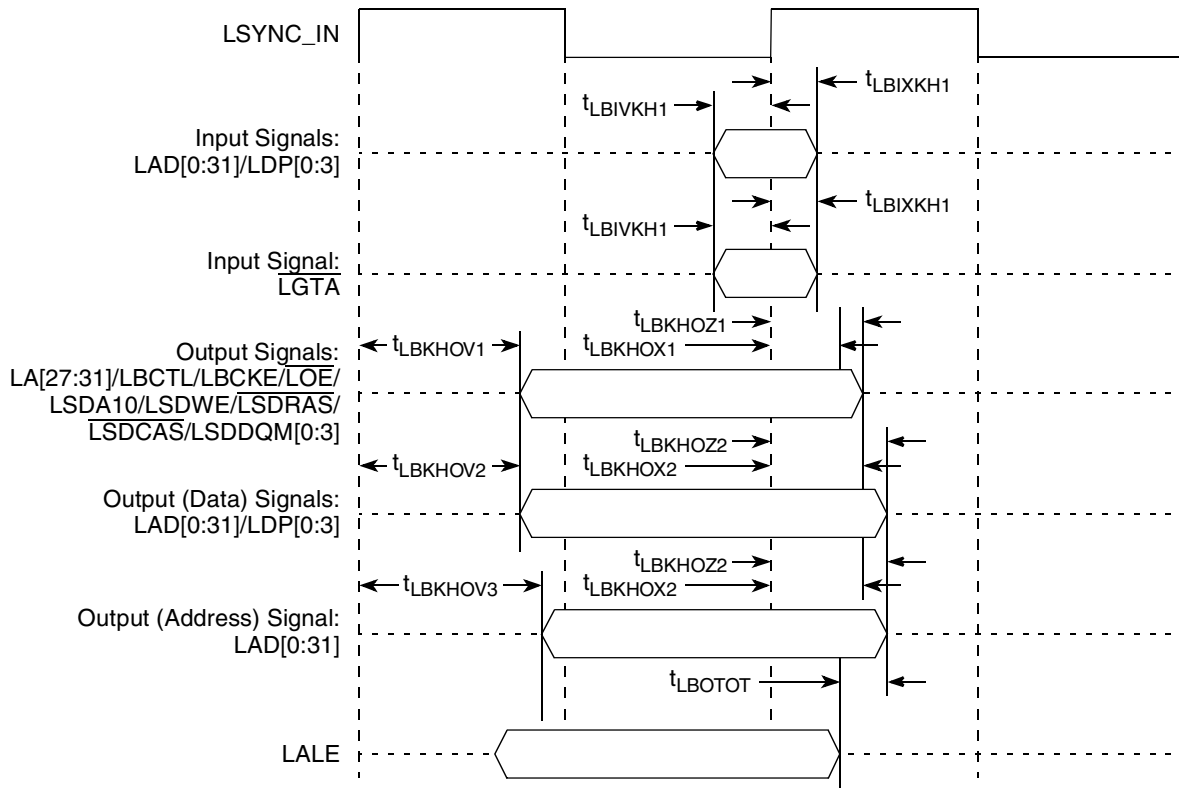 LSYNC_IN
tLBIXKH1
tLBIVKH1
Input Signals:
LAD[0:31]/LDP[0:3]
tLBIXKH1
tLBIVKH1
Input Signal:
LGTA
tLBKHOZ1
tLBKHOV1
tLBKHOX1
Output Signals:
LA[27:31]/LBCTL/LBCKE/LOE/
LSDA10/LSDWE/LSDRAS/
LSDCAS/LSDDQM[0:3]
tLBKHOZ2
tLBKHOV2
tLBKHOX2
Output (Data) Signals:
LAD[0:31]/LDP[0:3]
tLBKHOZ2
tLBKHOV3
tLBKHOX2
Output (Address) Signal:
LAD[0:31]
tLBOTOT
LALE